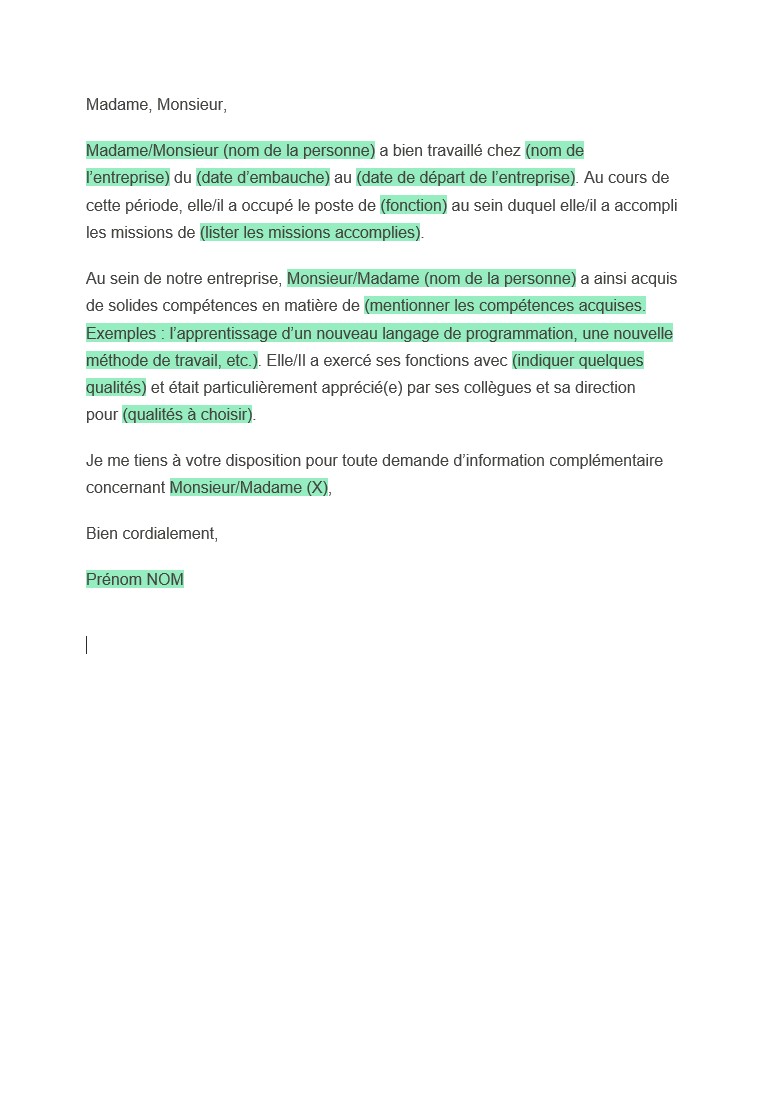 Madame, Monsieur,
Madame/Monsieur (nom de la personne) a bien travaillé chez (nom de
l’entreprise) du (date d’embauche) au (date de départ de l’entreprise). Au cours de
cette période, elle/il a occupé le poste de (fonction) au sein duquel elle/il a accompli
les missions de (lister les missions accomplies).
Au sein de notre entreprise, Monsieur/Madame (nom de la personne) a ainsi acquis
de solides compétences en matière de (mentionner les compétences acquises.
Exemples : l’apprentissage d’un nouveau langage de programmation, une nouvelle
méthode de travail, etc.). Elle/Il a exercé ses fonctions avec (indiquer quelques
qualités) et était particulièrement apprécié(e) par ses collègues et sa direction
pour (qualités à choisir).
Je me tiens à votre disposition pour toute demande d’information complémentaire
concernant Monsieur/Madame (X),
Bien cordialement,
Prénom NOM